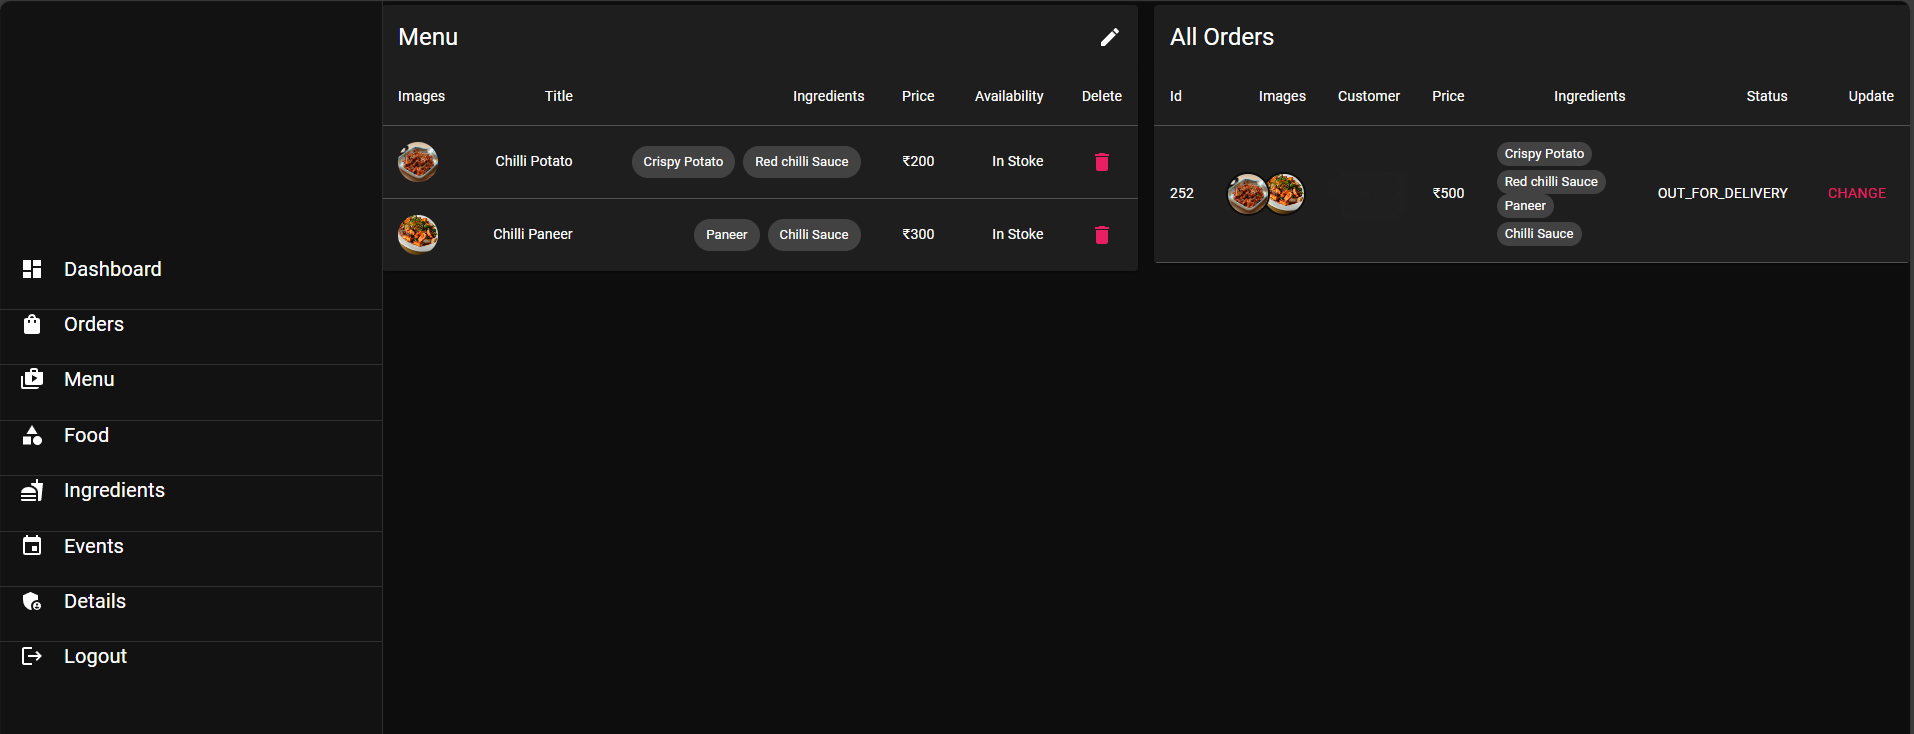 Dashboard
Orders
Menu
Food
Ingredients
Events
Details
Logout
Menu
Images Title Ingredients Price Availability Delete
Chilli Potato Crispy Potato Red chilli Sauce ₹200 In Stoke
Chilli Paneer Paneer Chilli Sauce ₹300 In Stoke
All Orders
Id Images Customer Price Ingredients Status Update
252 ₹500 Crispy Potato OUT_FOR_DELIVERY CHANGE
Red chilli Sauce
Paneer
Chilli Sauce